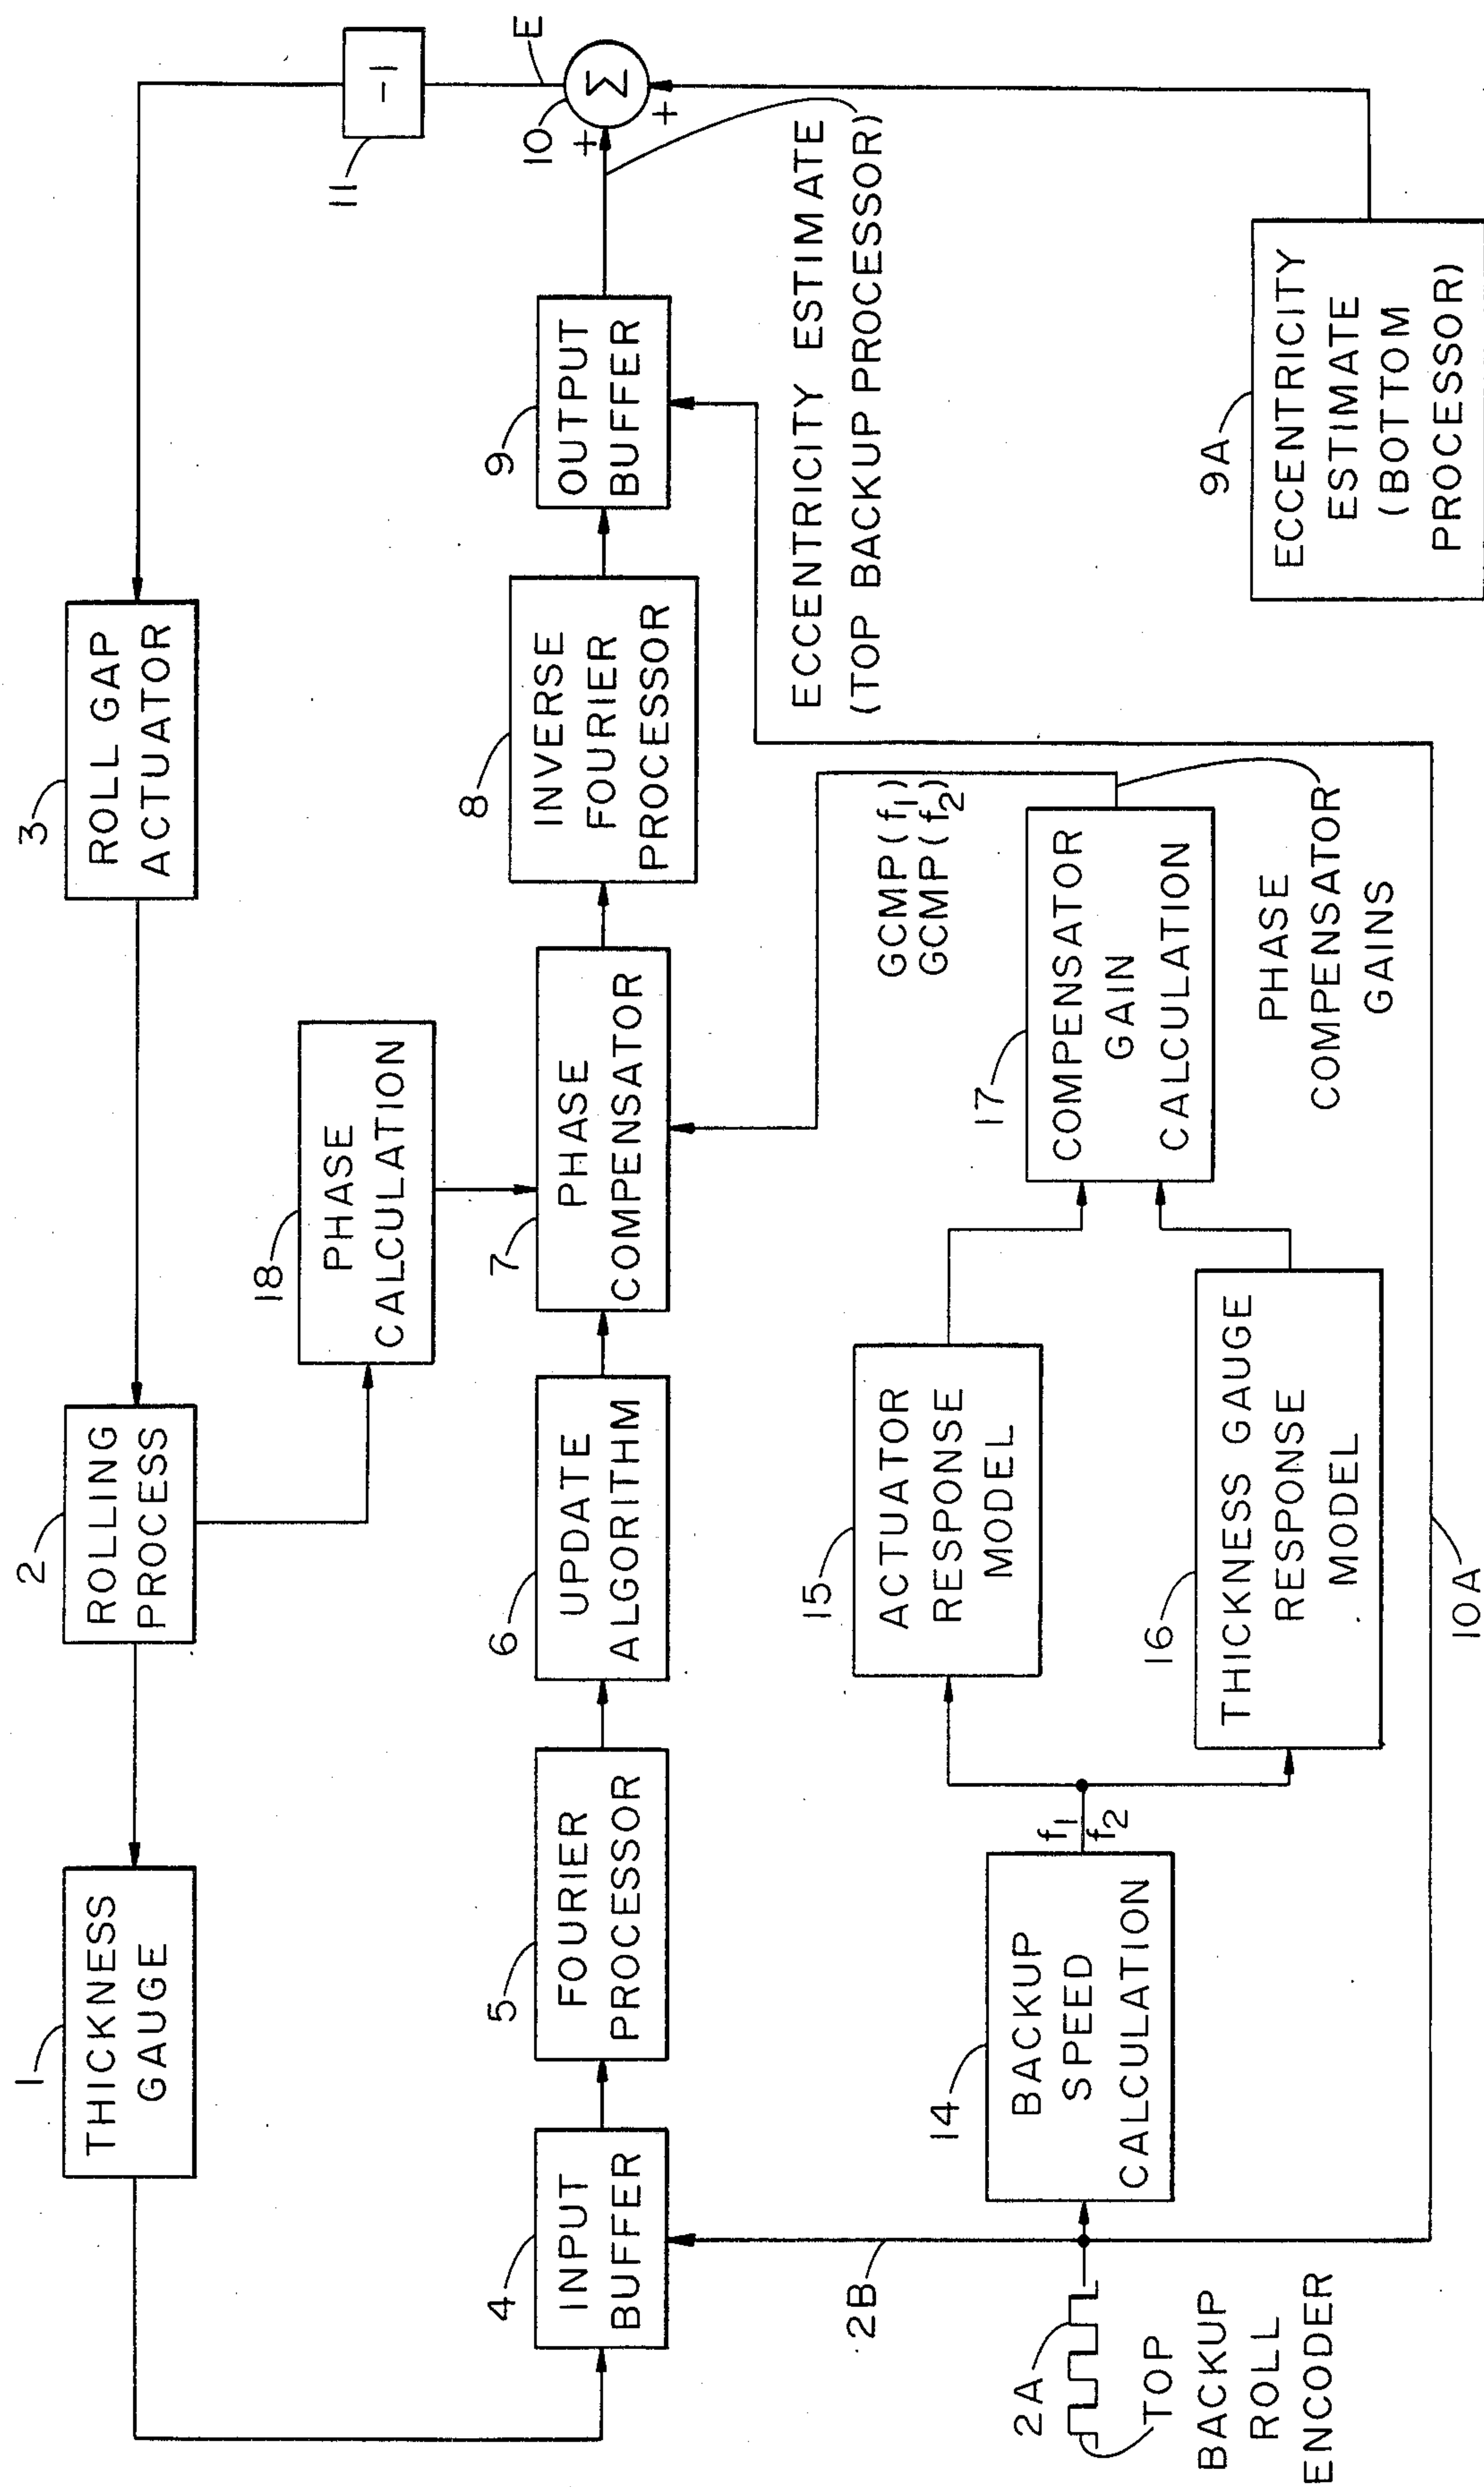 1
THICKNESS
GAUGE
2
ROLLING
PROCESS
3
ROLL GAP
ACTUATOR
11
-1
18
PHASE
CALCULATION
4
INPUT
BUFFER
5
FOURIER
PROCESSOR
6
UPDATE
ALGORITHM
7
PHASE
COMPENSATOR
8
INVERSE
FOURIER
PROCESSOR
9
OUTPUT
BUFFER
10
+
Σ
+
E
ECCENTRICITY ESTIMATE
(TOP BACKUP PROCESSOR)
2B
2A
TOP
BACKUP
ROLL
ENCODER
14
BACKUP
SPEED
CALCULATION
f1
f2
15
ACTUATOR
RESPONSE
MODEL
16
THICKNESS GAUGE
RESPONSE
MODEL
GCMP(f1)
GCMP(f2)
17
COMPENSATOR
GAIN
CALCULATION
PHASE
COMPENSATOR
GAINS
10A
9A
ECCENTRICITY
ESTIMATE
(BOTTOM
PROCESSOR)